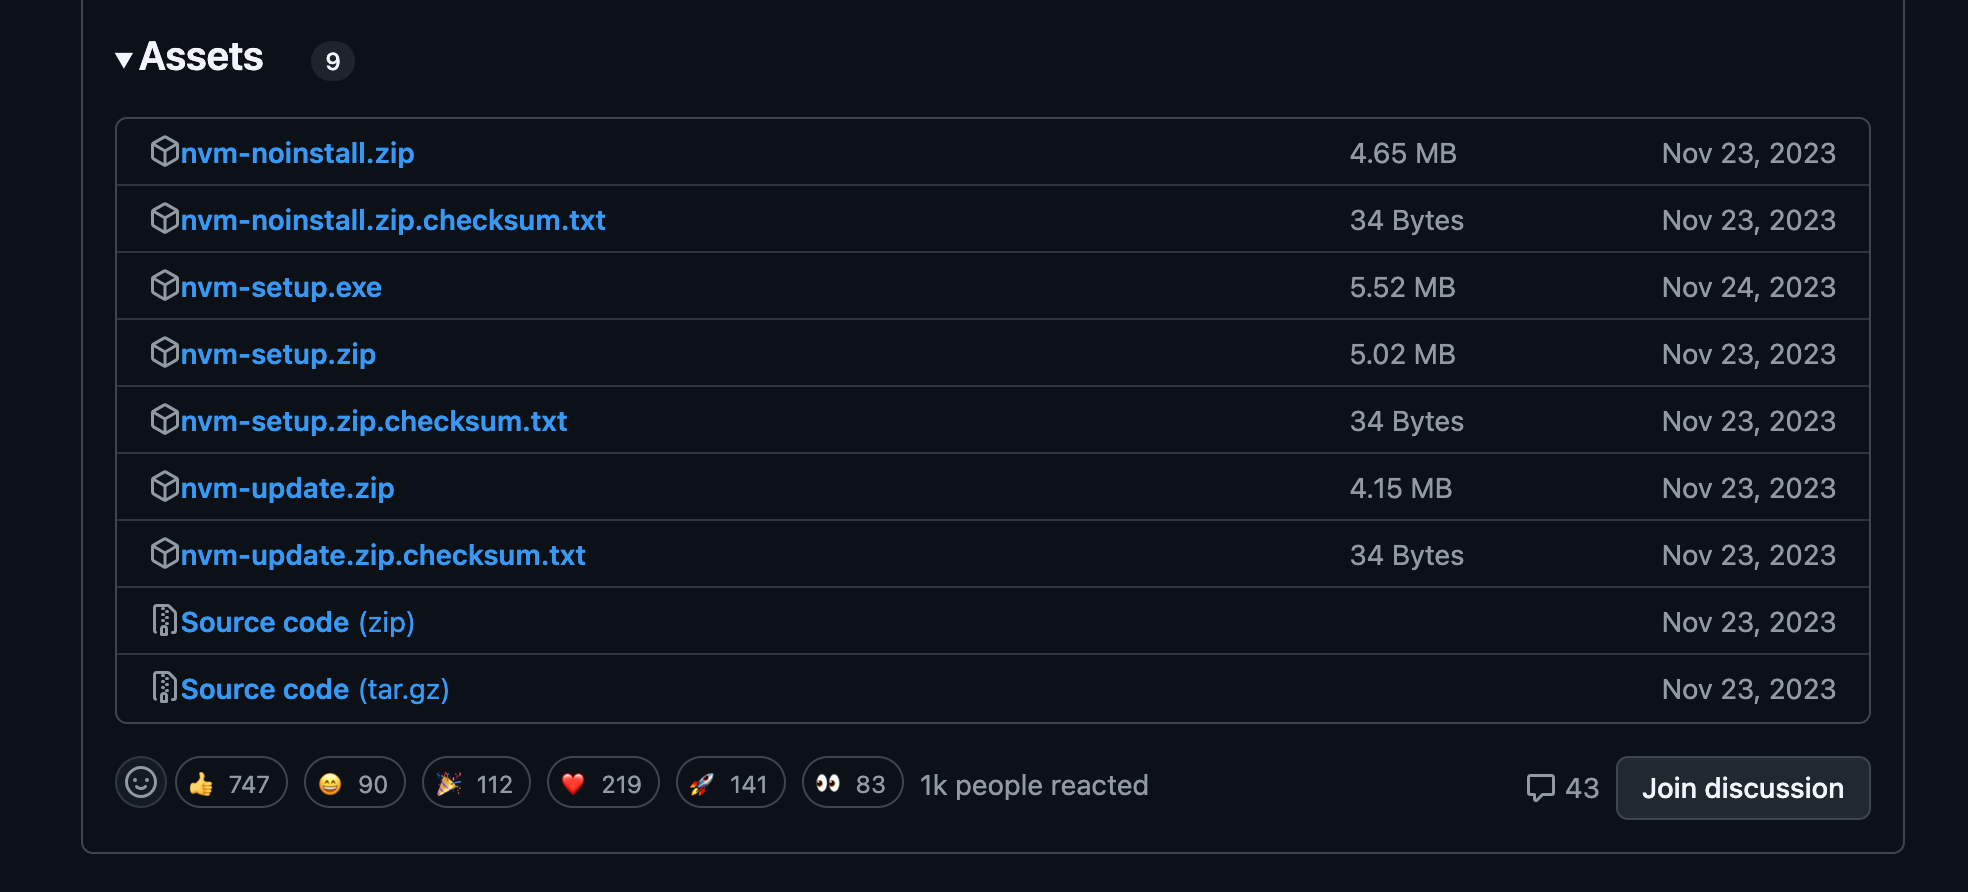 Assets 9
nvm-noinstall.zip 4.65 MB Nov 23, 2023
nvm-noinstall.zip.checksum.txt 34 Bytes Nov 23, 2023
nvm-setup.exe 5.52 MB Nov 24, 2023
nvm-setup.zip 5.02 MB Nov 23, 2023
nvm-setup.zip.checksum.txt 34 Bytes Nov 23, 2023
nvm-update.zip 4.15 MB Nov 23, 2023
nvm-update.zip.checksum.txt 34 Bytes Nov 23, 2023
Source code (zip) Nov 23, 2023
Source code (tar.gz) Nov 23, 2023
747 90 112 219 141 83 1k people reacted 43 Join discussion